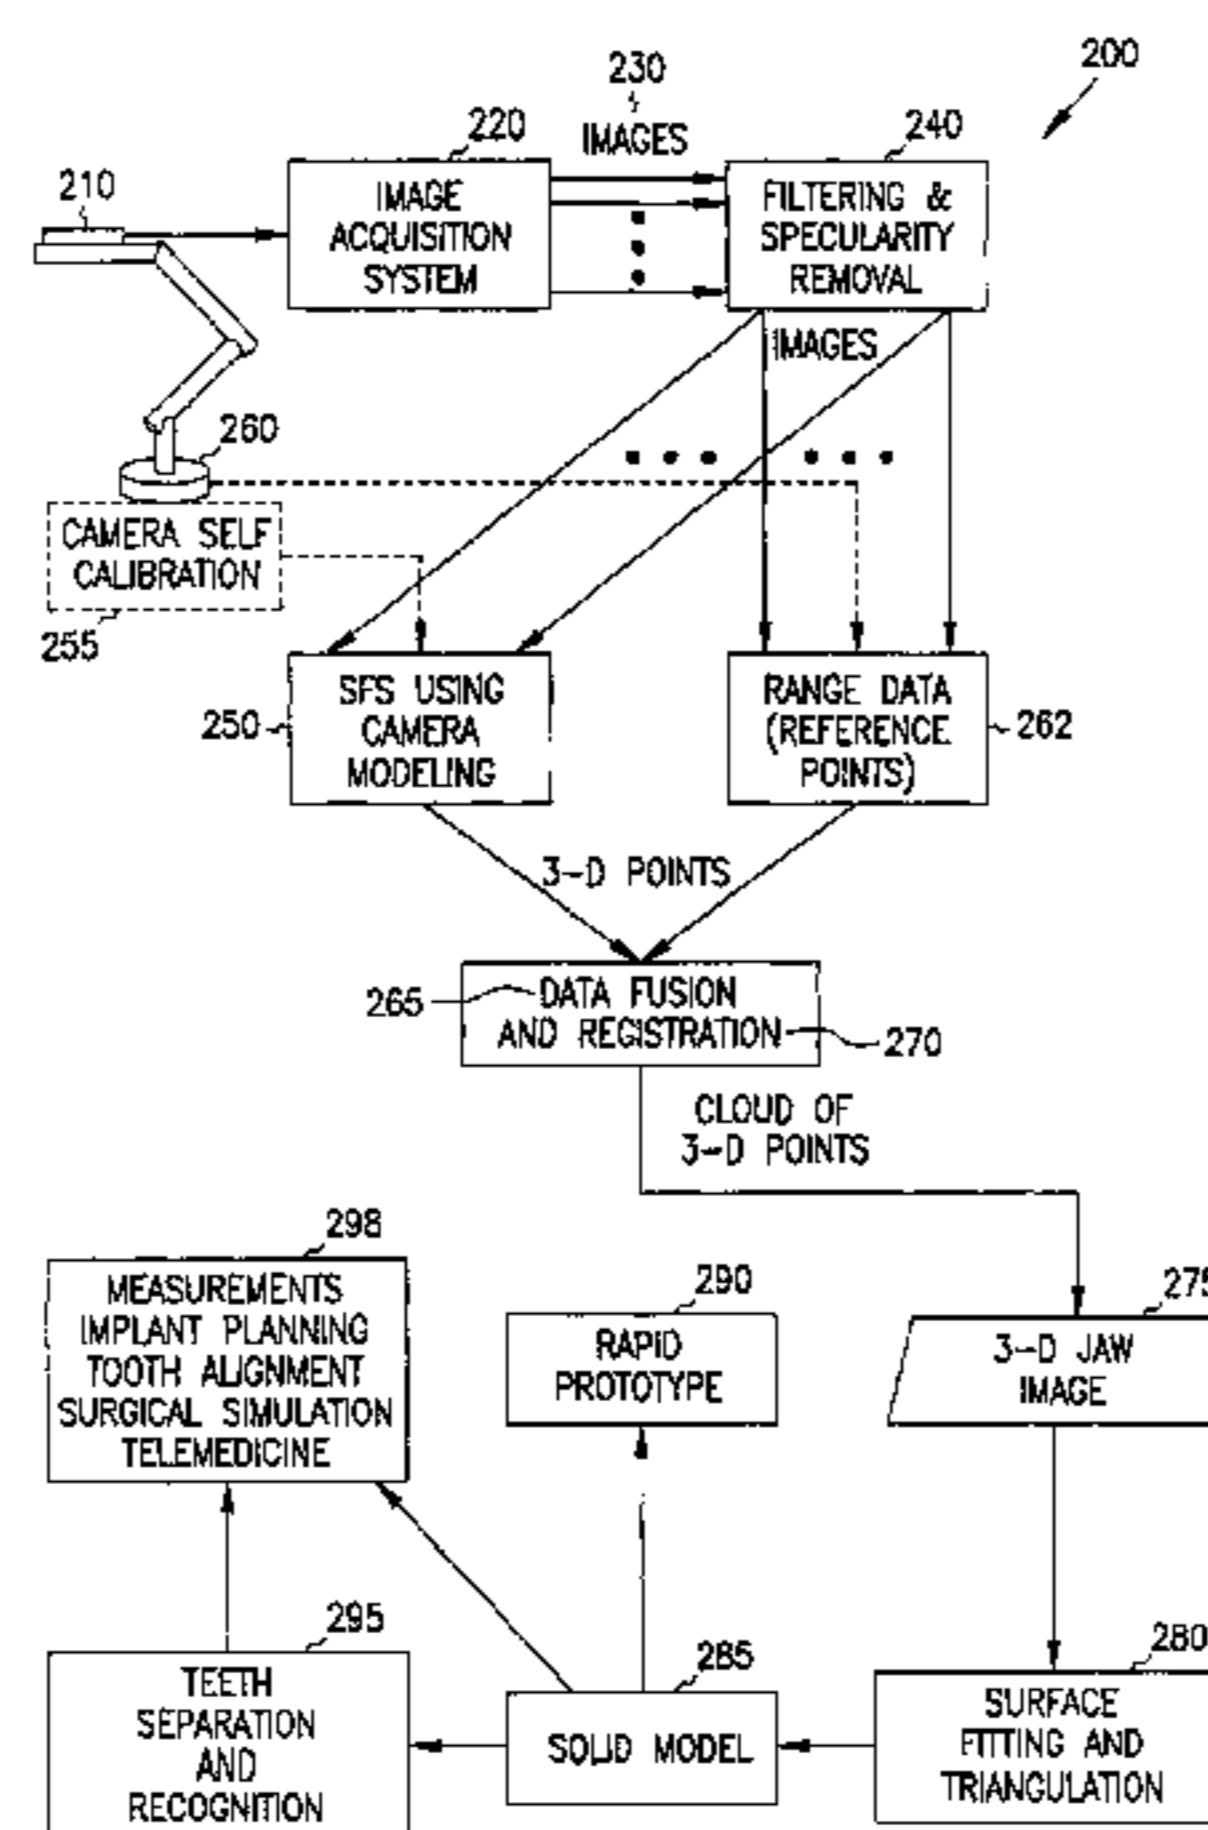 200
230
IMAGES
220
240
210
IMAGE
ACQUISITION
SYSTEM
FILTERING &
SPECULARITY
REMOVAL
IMAGES
260
CAMERA SELF
CALIBRATION
255
250
SFS USING
CAMERA
MODELING
RANGE DATA
(REFERENCE
POINTS)
262
3-D POINTS
265
DATA FUSION
AND REGISTRATION
270
CLOUD OF
3-D POINTS
298
MEASUREMENTS
IMPLANT PLANNING
TOOTH ALIGNMENT
SURGICAL SIMULATION
TELEMEDICINE
290
RAPID
PROTOTYPE
275
3-D JAW
IMAGE
295
TEETH
SEPARATION
AND
RECOGNITION
285
SOLID MODEL
280
SURFACE
FITTING AND
TRIANGULATION